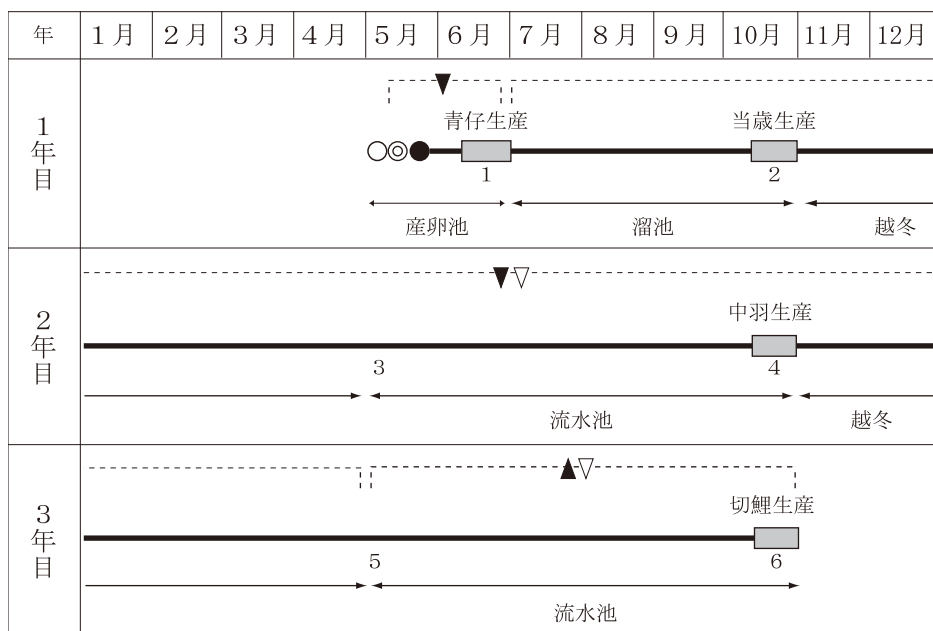 年 1月 2月 3月 4月 5月 6月 7月 8月 9月 10月 11月 12月
1年目
青仔生産 当歳生産
1 2
産卵池 溜池 越冬
2年目
中羽生産
3 4
流水池 越冬
3年目
切鯉生産
5 6
流水池